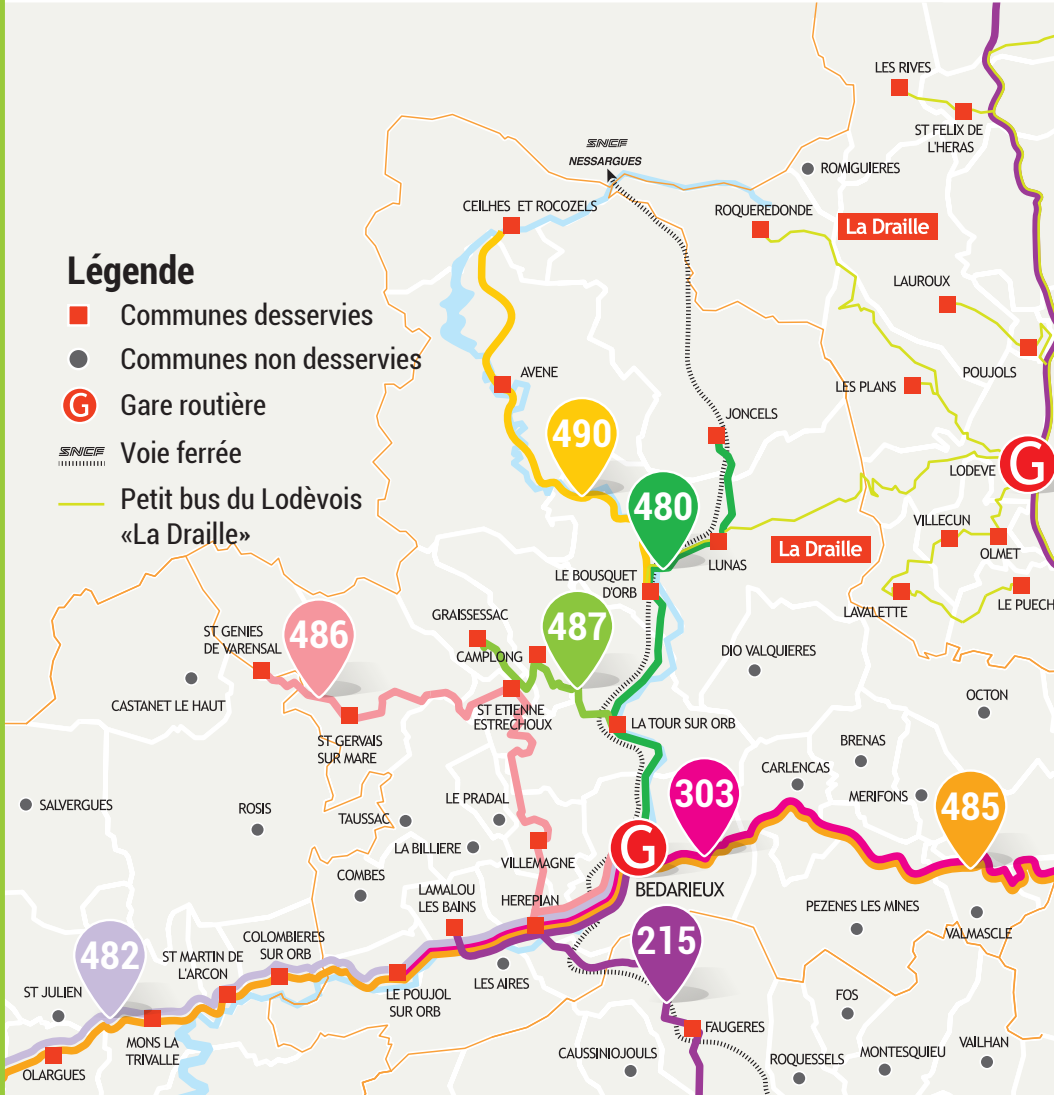 LES RIVES
ST FELIX DE
L'HERAS
SNCF
NESSARGUES
ROMIGUIERES
CEILHES ET ROCOZELS
ROQUEREDONDE
La Draille
Légende
Communes desservies
Communes non desservies
Gare routière
SNCF Voie ferrée
Petit bus du Lodèvois
«La Draille»
LAUROUX
POUJOLS
AVENE
LES PLANS
JONCELS
490
LODEVE
G
480
VILLECUN
OLMET
La Draille
LUNAS
LE BOUSQUET
D'ORB
LAVALETTE
LE PUECH
GRAISSESSAC
486
487
ST GENIES
DE VARENSAL
CAMPLONG
DIO VALQUIERES
CASTANET LE HAUT
OCTON
ST ETIENNE
ESTRECHOUX
LA TOUR SUR ORB
ST GERVAIS
SUR MARE
BRENAS
CARLENCAS
MERIFONS
303
485
SALVERGUES
ROSIS
LE PRADAL
TAUSSAC
LA BILLIERE
VILLEMAGNE
G
BEDARIEUX
COMBES
LAMALOU
LES BAINS
HEREPIAN
PEZENES LES MINES
VALMASCLE
482
215
COLOMBIERES
SUR ORB
ST MARTIN DE
L'ARCON
LES AIRES
ST JULIEN
LE POUJOL
SUR ORB
FOS
FAUGERES
MONS LA
TRIVALLE
OLARGUES
CAUSSINIOJOULS
ROQUESSELS
MONTESQUIEU
VAILHAN